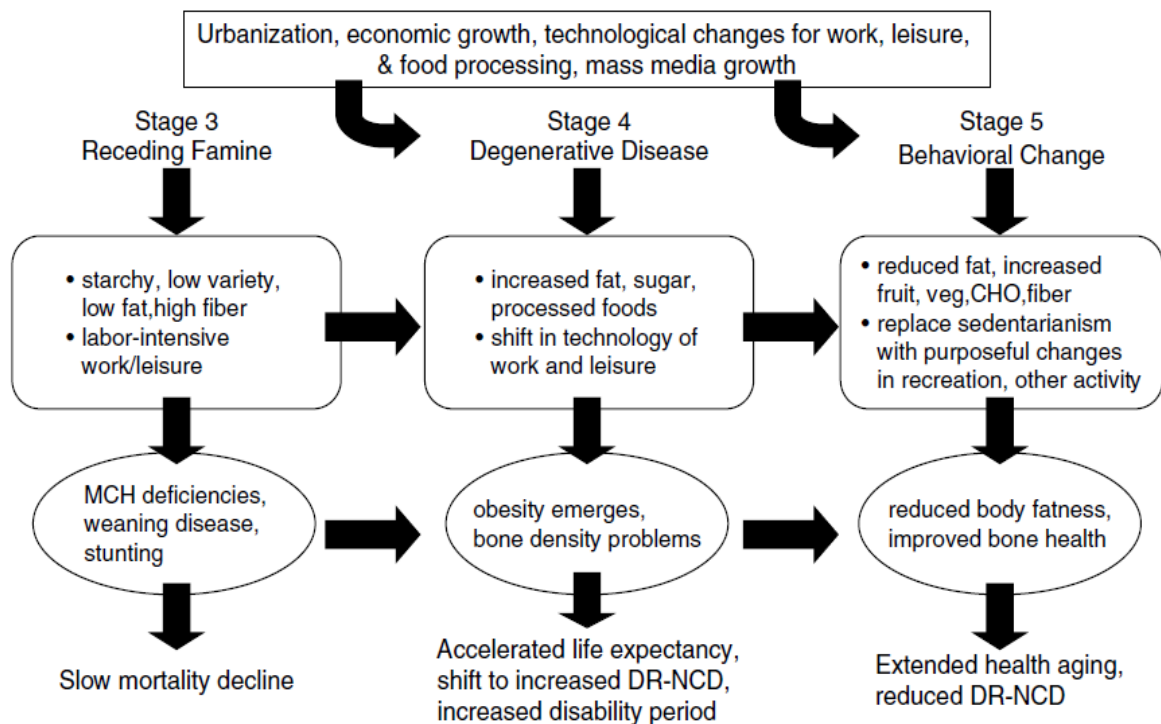 Urbanization, economic growth, technological changes for work, leisure,
& food processing, mass media growth
Stage 3
Receding Famine
Stage 4
Degenerative Disease
Stage 5
Behavioral Change
• starchy, low variety,
low fat,high fiber
• labor-intensive
work/leisure
• increased fat, sugar,
processed foods
• shift in technology of
work and leisure
• reduced fat, increased
fruit, veg,CHO,fiber
• replace sedentarianism
with purposeful changes
in recreation, other activity
MCH deficiencies,
weaning disease,
stunting
obesity emerges,
bone density problems
reduced body fatness,
improved bone health
Slow mortality decline
Accelerated life expectancy,
shift to increased DR-NCD,
increased disability period
Extended health aging,
reduced DR-NCD